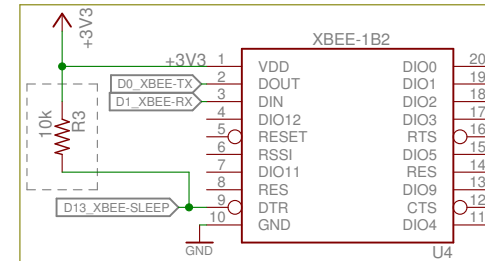 +3V3
XBEE-1B2
+3V3 1 VDD DIO0 20
D0_XBEE-TX 2 DOUT DIO1 19
D1_XBEE-RX 3 DIN DIO2 18
4 DIO12 DIO3 17
5 RESET RTS 16
6 RSSI DIO5 15
7 DIO11 RES 14
8 RES DIO9 13
D13_XBEE-SLEEP 9 DTR CTS 12
10 GND DIO4 11
10k
R3
GND
U4